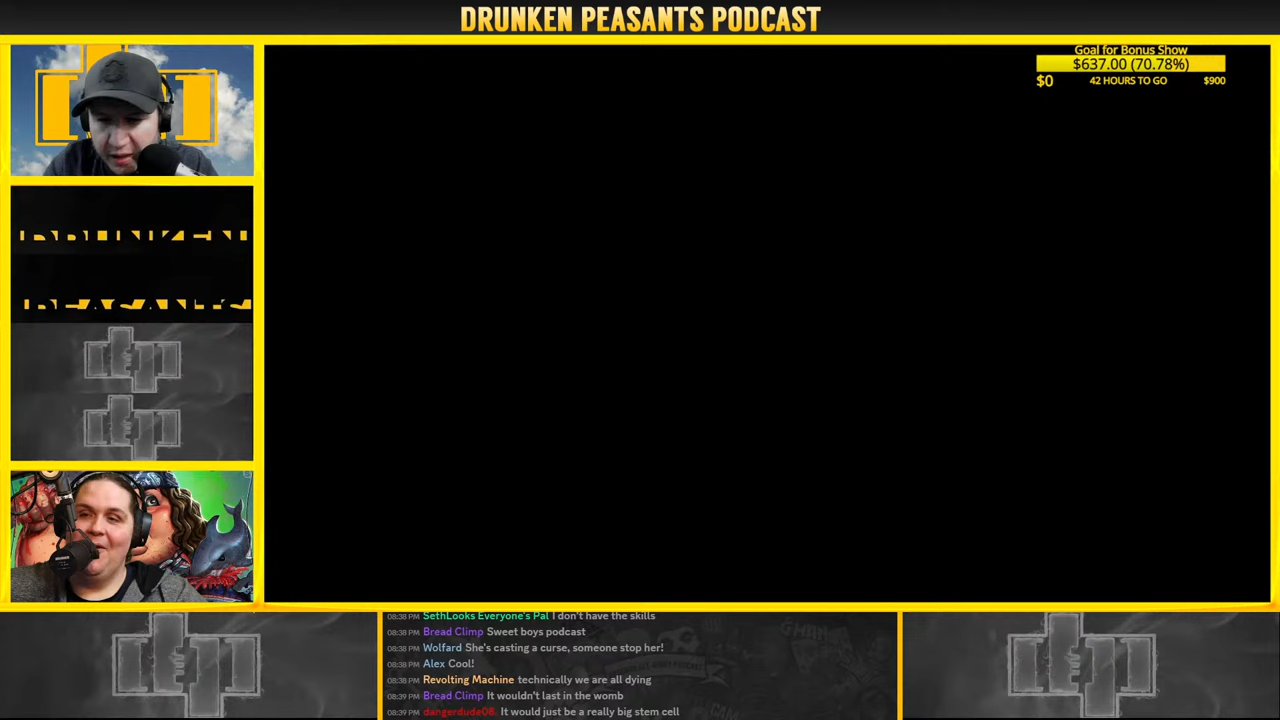 DRUNKEN PEASANTS PODCAST
Goal for Bonus Show
$637.00 (70.78%)
$0 42 HOURS TO GO $900
DRUNKEN
PEASANTS
08:38 PM SethLooks Everyone's Pal I don't have the skills
08:38 PM Bread Climp Sweet boys podcast
08:38 PM Wolfard She's casting a curse, someone stop her!
08:38 PM Alex Cool!
08:38 PM Revolting Machine technically we are all dying
08:39 PM Bread Climp It wouldn't last in the womb
08:39 PM dangerdude08 It would just be a really big stem cell